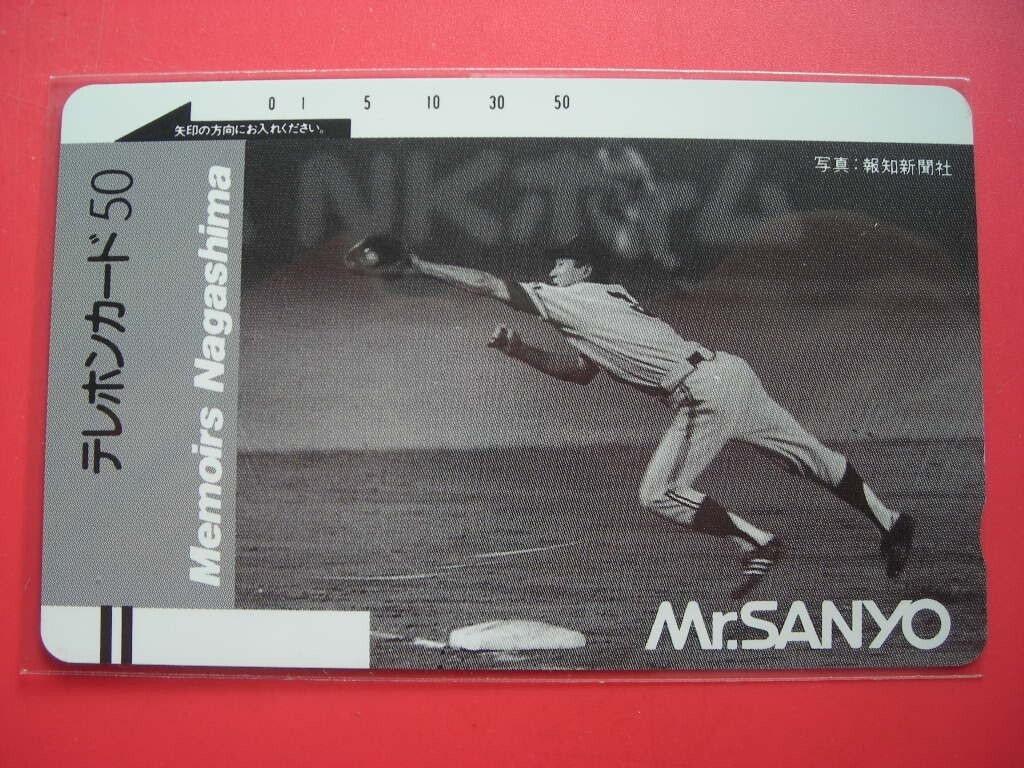 0 1 5 10 30 50
矢印の方向にお入れください。
写真：報知新聞社
テレホンカード50
Memoirs Nagashima
Mr.SANYO